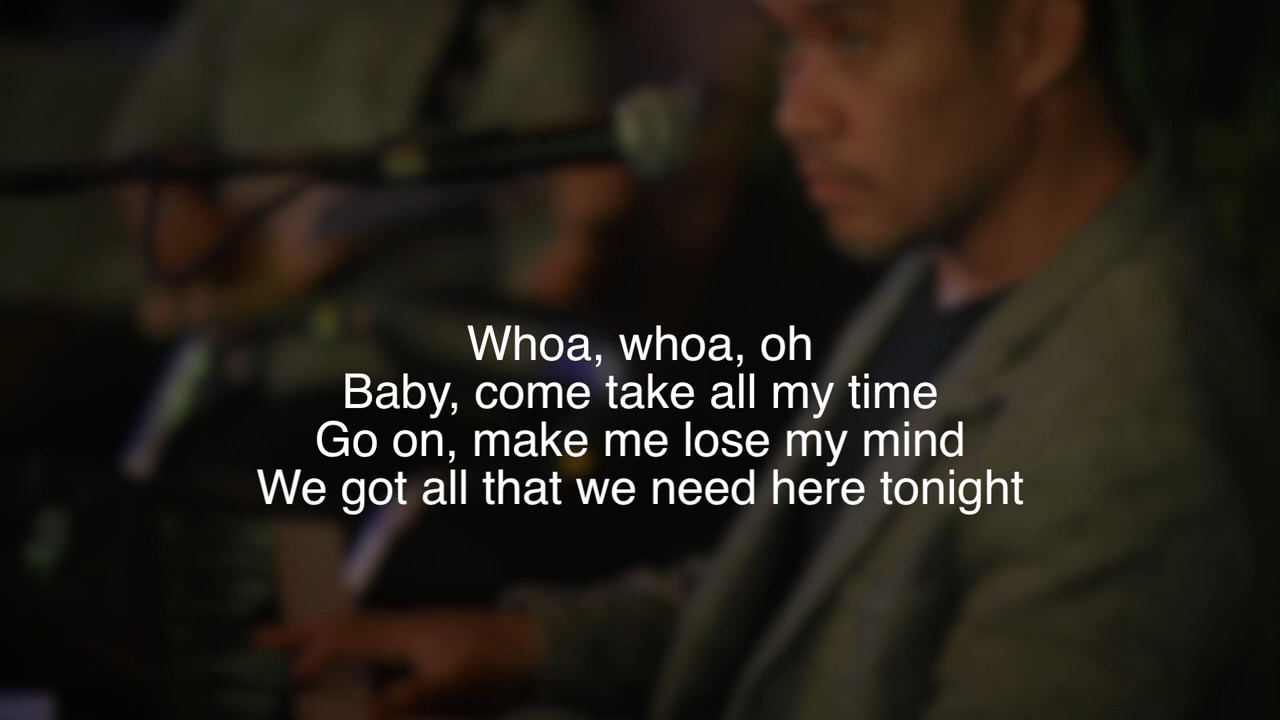 Whoa, whoa, oh
Baby, come take all my time
Go on, make me lose my mind
We got all that we need here tonight